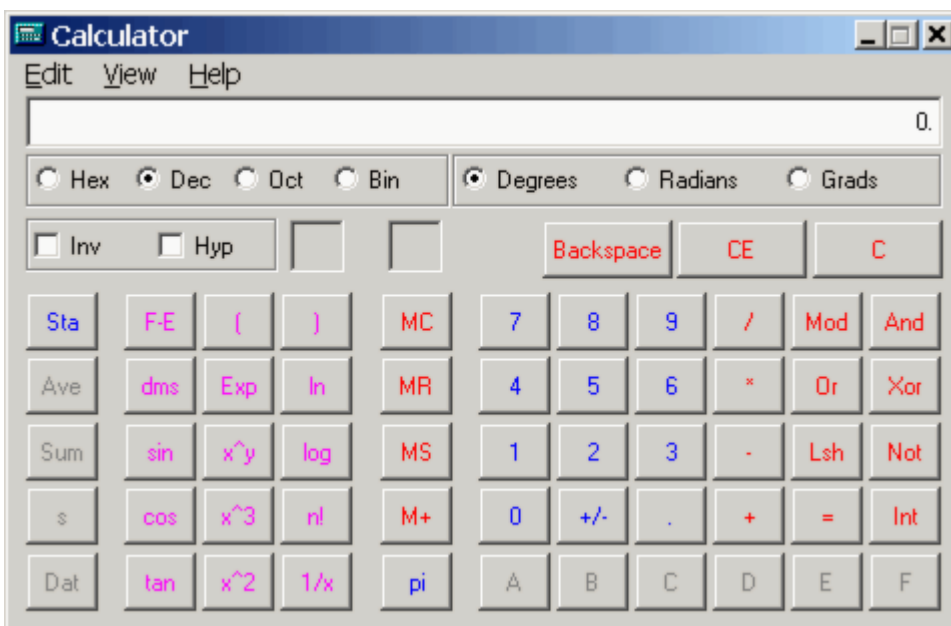 Calculator
Edit View Help
0.
Hex Dec Oct Bin Degrees Radians Grads
Inv Hyp Backspace CE C
Sta F-E ( ) MC 7 8 9 / Mod And
Ave dms Exp ln MR 4 5 6 * Or Xor
Sum sin x^y log MS 1 2 3 - Lsh Not
s cos x^3 n! M+ 0 +/- . + = Int
Dat tan x^2 1/x pi A B C D E F